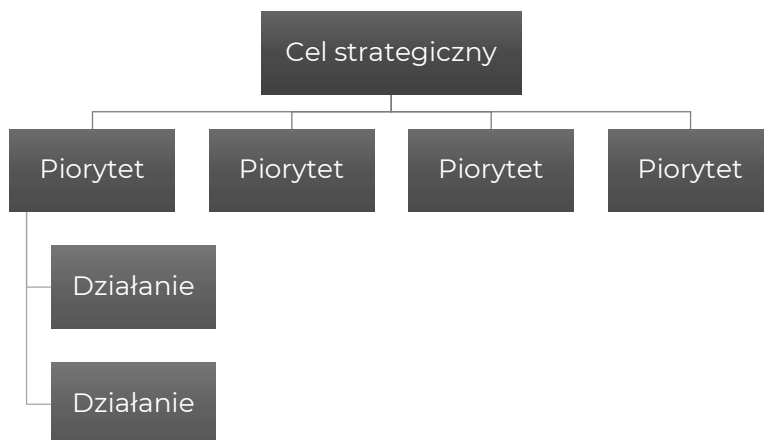 Cel strategiczny
Piorytet
Piorytet
Piorytet
Piorytet
Działanie
Działanie